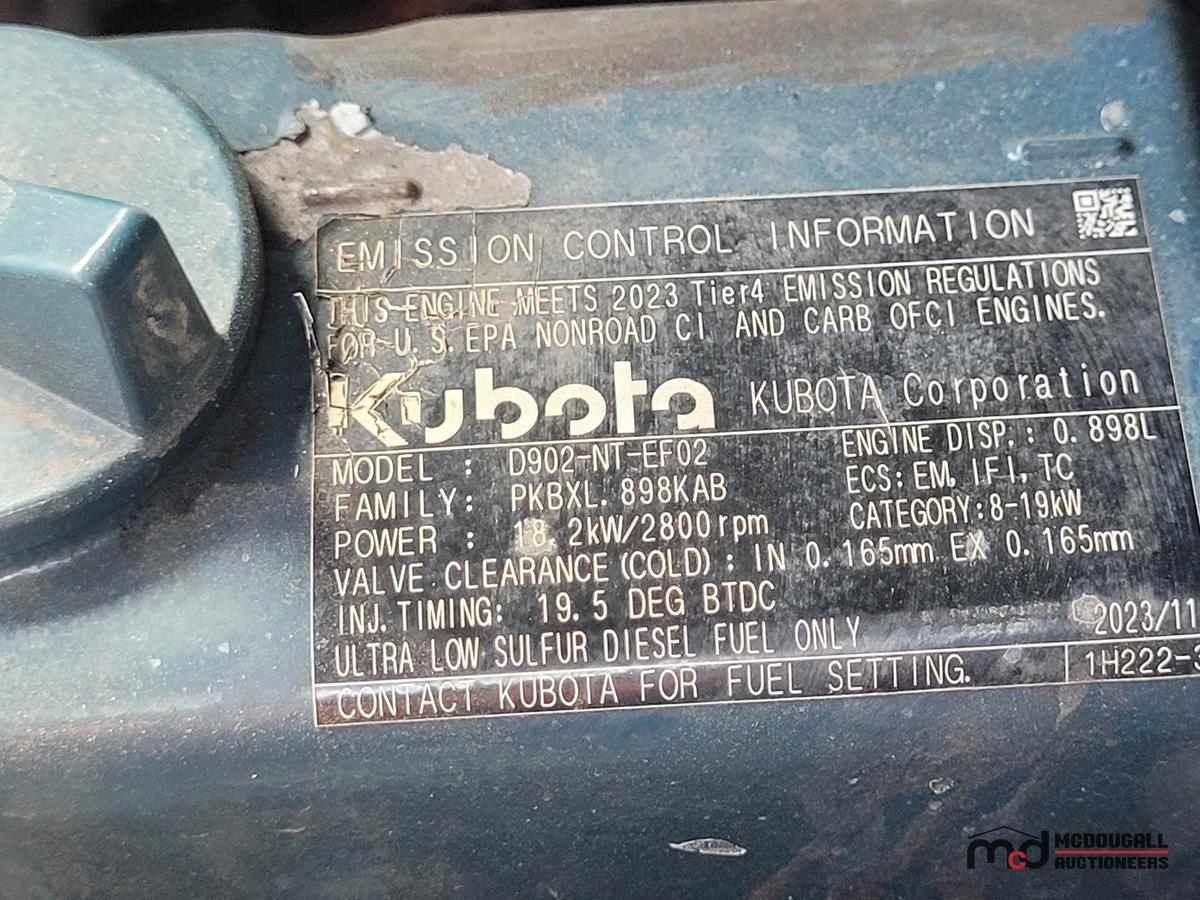 EMISSION CONTROL INFORMATION
THIS ENGINE MEETS 2023 Tier4 EMISSION REGULATIONS
FOR U.S.EPA NONROAD CI AND CARB OFCI ENGINES.
Kubota KUBOTA Corporation
MODEL : D902-NT-EF02 ENGINE DISP.: 0.898L
FAMILY: PKBXL.898KAB ECS:EM,IFI,TC
POWER : 18.2kW/2800rpm CATEGORY:8-19kW
VALVE CLEARANCE(COLD): IN 0.165mm EX 0.165mm
INJ.TIMING: 19.5 DEG BTDC
ULTRA LOW SULFUR DIESEL FUEL ONLY 2023/11
CONTACT KUBOTA FOR FUEL SETTING. 1H222-3
mcd MCDOUGALL
AUCTIONEERS